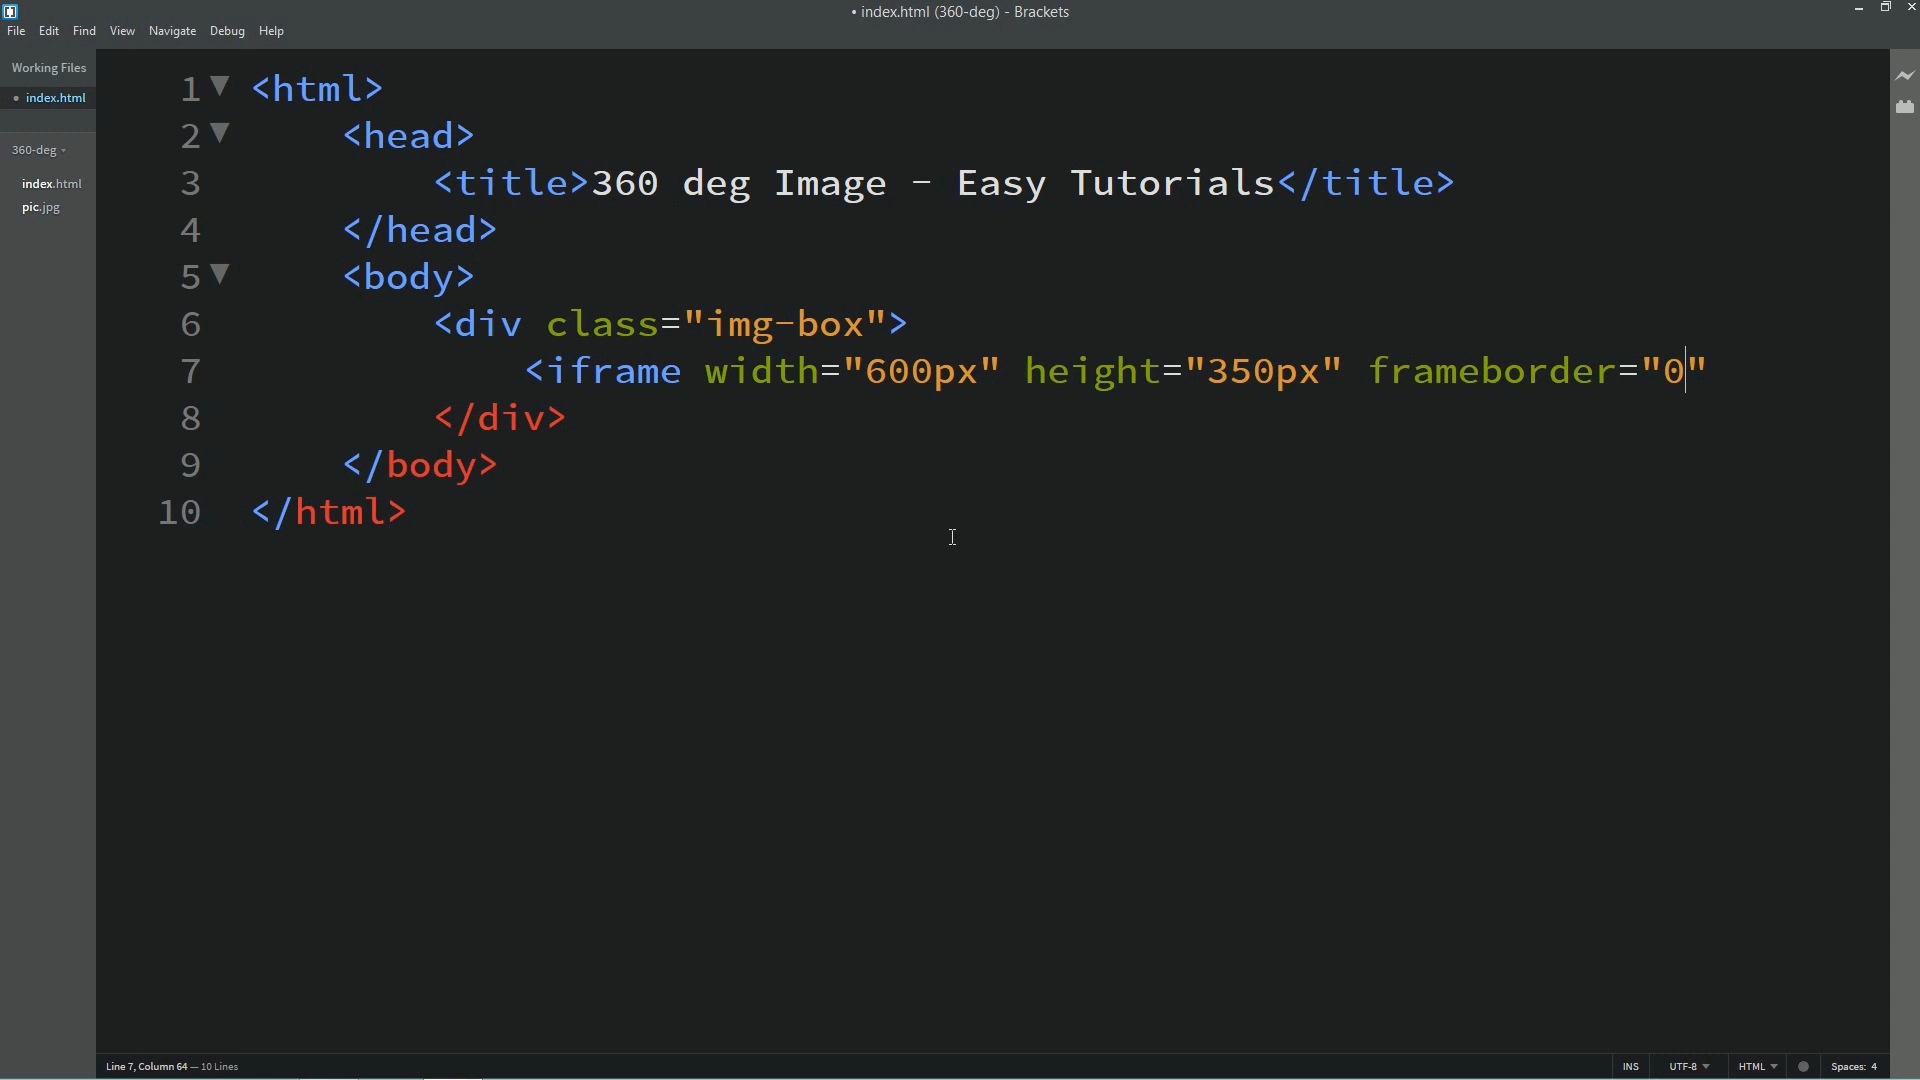 • index.html (360-deg) - Brackets
File Edit Find View Navigate Debug Help
Working Files
• index.html
360-deg
index.html
pic.jpg
1 <html>
2 <head>
3 <title>360 deg Image - Easy Tutorials</title>
4 </head>
5 <body>
6 <div class="img-box">
7 <iframe width="600px" height="350px" frameborder="0"
8 </div>
9 </body>
10 </html>
Line 7, Column 64 — 10 Lines
INS UTF-8 HTML Spaces: 4